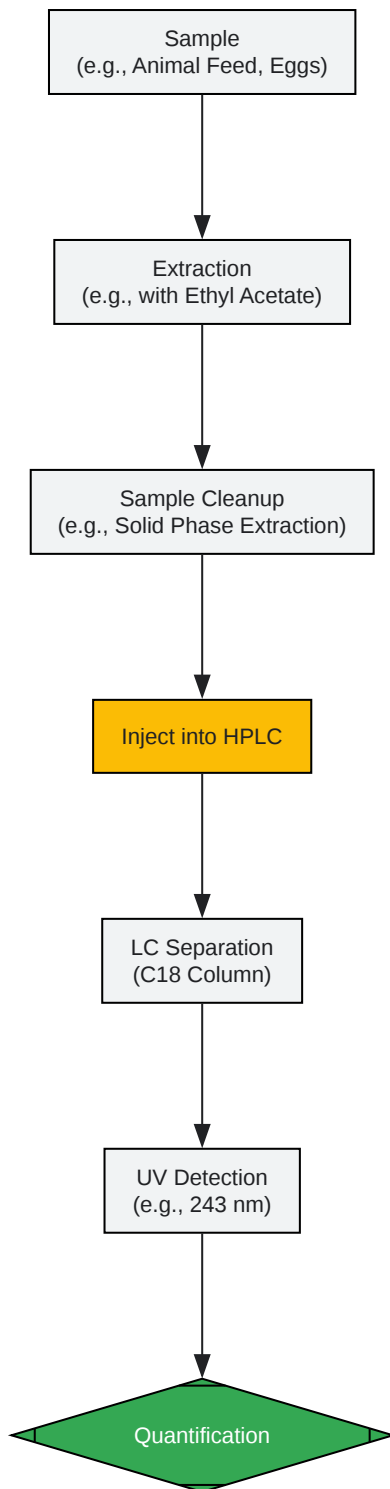 Sample
(e.g., Animal Feed, Eggs)
Extraction
(e.g., with Ethyl Acetate)
Sample Cleanup
(e.g., Solid Phase Extraction)
Inject into HPLC
LC Separation
(C18 Column)
UV Detection
(e.g., 243 nm)
Quantification